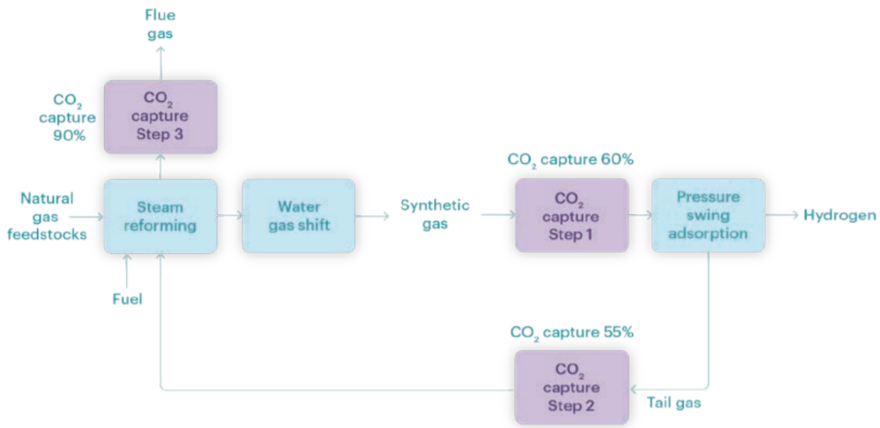 Flue
gas
CO₂
capture
90%
CO₂
capture
Step 3
CO₂ capture 60%
Natural
gas
feedstocks
Steam
reforming
Water
gas shift
Synthetic
gas
CO₂
capture
Step 1
Pressure
swing
adsorption
Hydrogen
Fuel
CO₂ capture 55%
CO₂
capture
Step 2
Tail gas